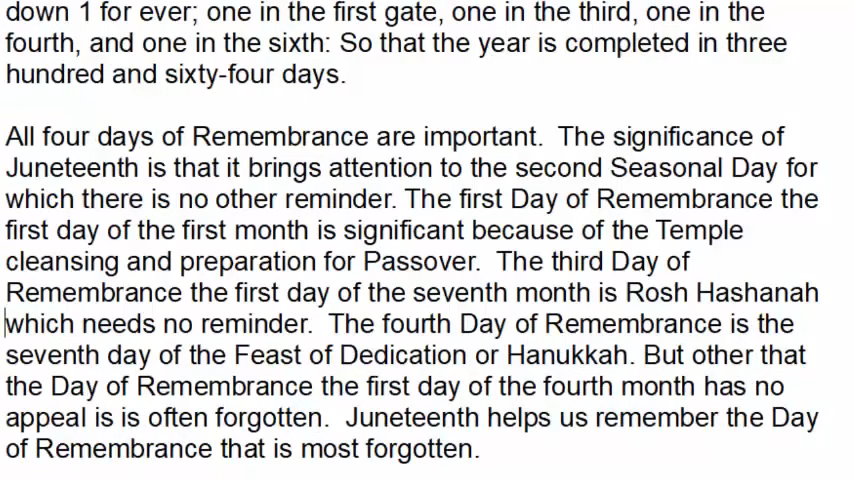 down 1 for ever; one in the first gate, one in the third, one in the
fourth, and one in the sixth: So that the year is completed in three
hundred and sixty-four days.
All four days of Remembrance are important.  The significance of
Juneteenth is that it brings attention to the second Seasonal Day for
which there is no other reminder. The first Day of Remembrance the
first day of the first month is significant because of the Temple
cleansing and preparation for Passover.  The third Day of
Remembrance the first day of the seventh month is Rosh Hashanah
which needs no reminder.  The fourth Day of Remembrance is the
seventh day of the Feast of Dedication or Hanukkah. But other that
the Day of Remembrance the first day of the fourth month has no
appeal is is often forgotten.  Juneteenth helps us remember the Day
of Remembrance that is most forgotten.